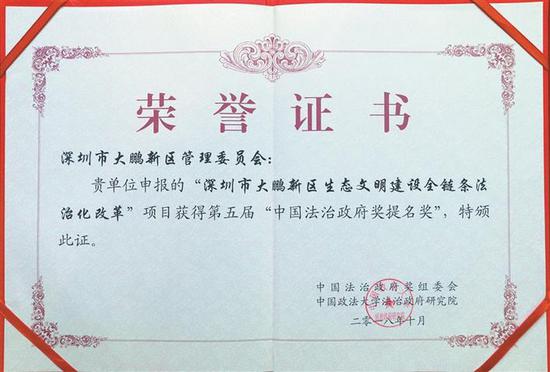 荣誉证书
深圳市大鹏新区管理委员会：
贵单位申报的“深圳市大鹏新区生态文明建设全链条法
治化改革”项目获得第五届“中国法治政府奖提名奖”，特颁
此证。
中国法治政府奖组委会
中国政法大学法治政府研究院
二〇一八年十月